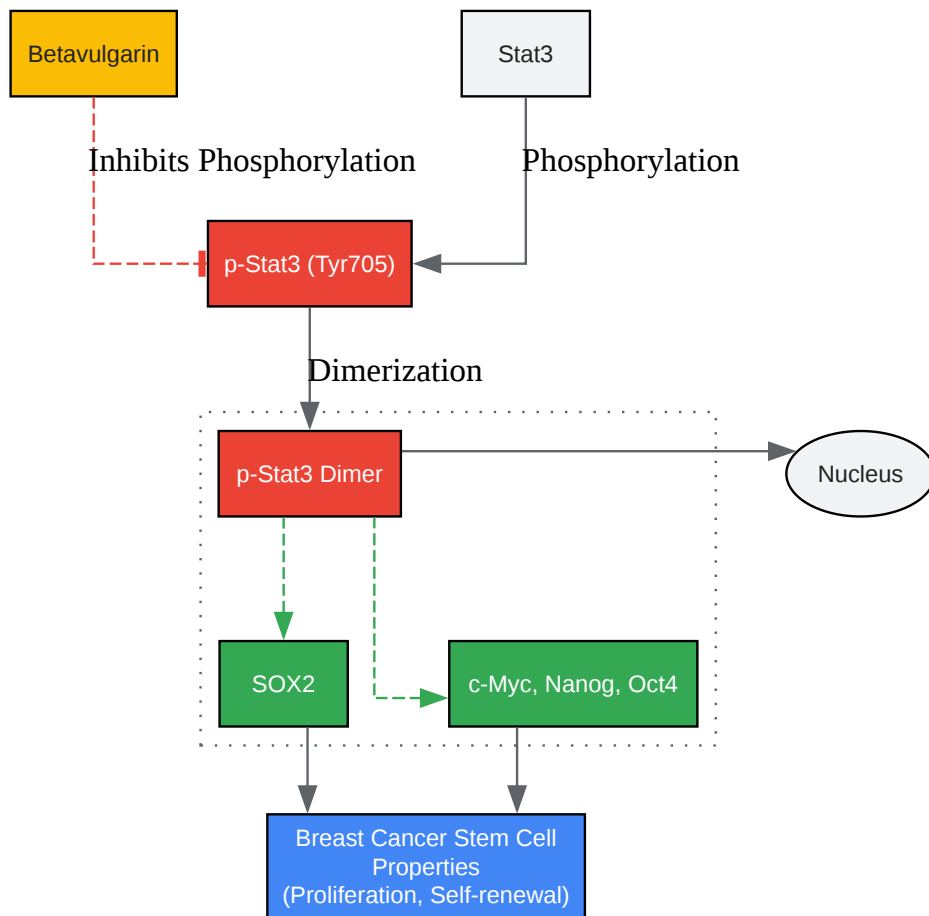 Betavulgarin
Stat3
Inhibits Phosphorylation
Phosphorylation
p-Stat3 (Tyr705)
Dimerization
p-Stat3 Dimer
Nucleus
SOX2
c-Myc, Nanog, Oct4
Breast Cancer Stem Cell
Properties
(Proliferation, Self-renewal)